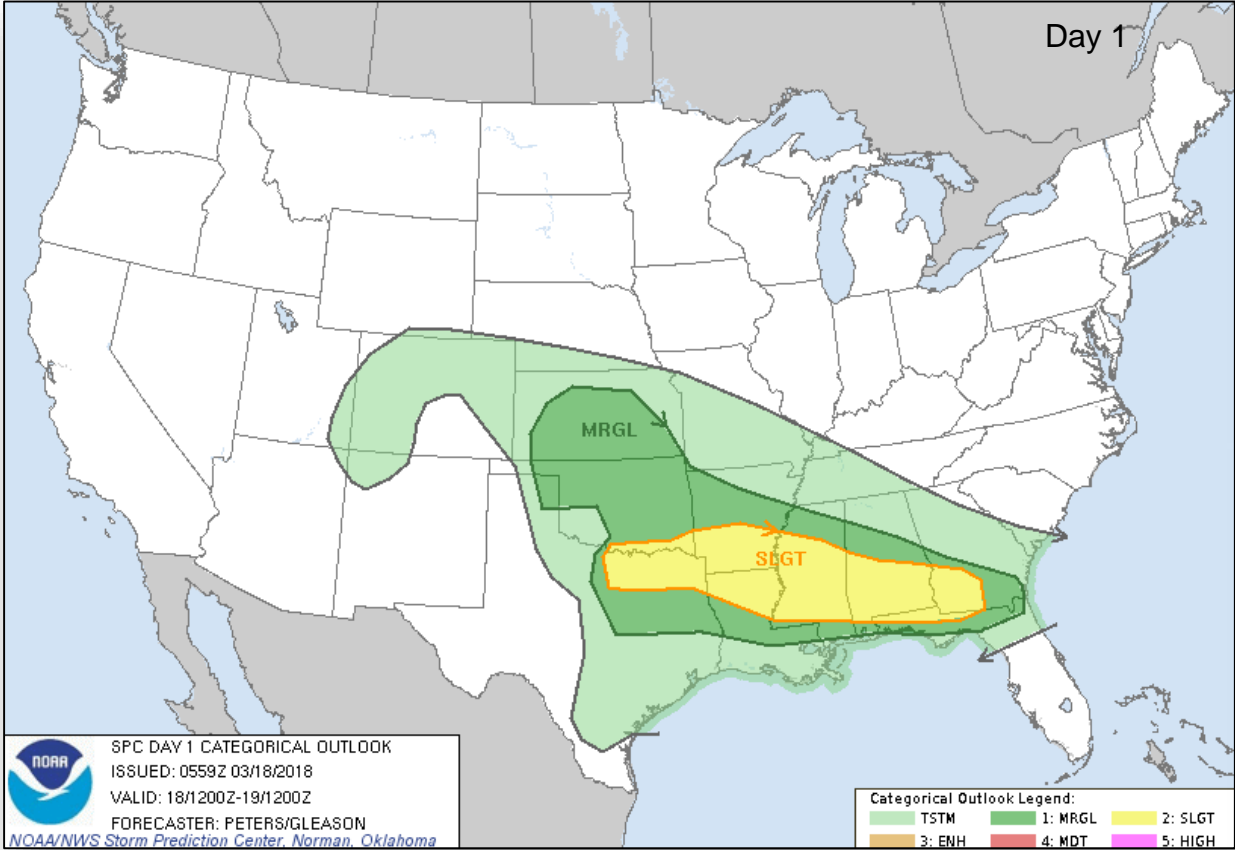 Day 1
MRGL
SLGT
NOAA
SPC DAY 1 CATEGORICAL OUTLOOK
ISSUED: 0559Z 03/18/2018
VALID: 18/1200Z-19/1200Z
FORECASTER: PETERS/GLEASON
NOAA/NWS Storm Prediction Center, Norman, Oklahoma
Categorical Outlook Legend:
TSTM 1: MRGL 2: SLGT
3: ENH 4: MDT 5: HIGH